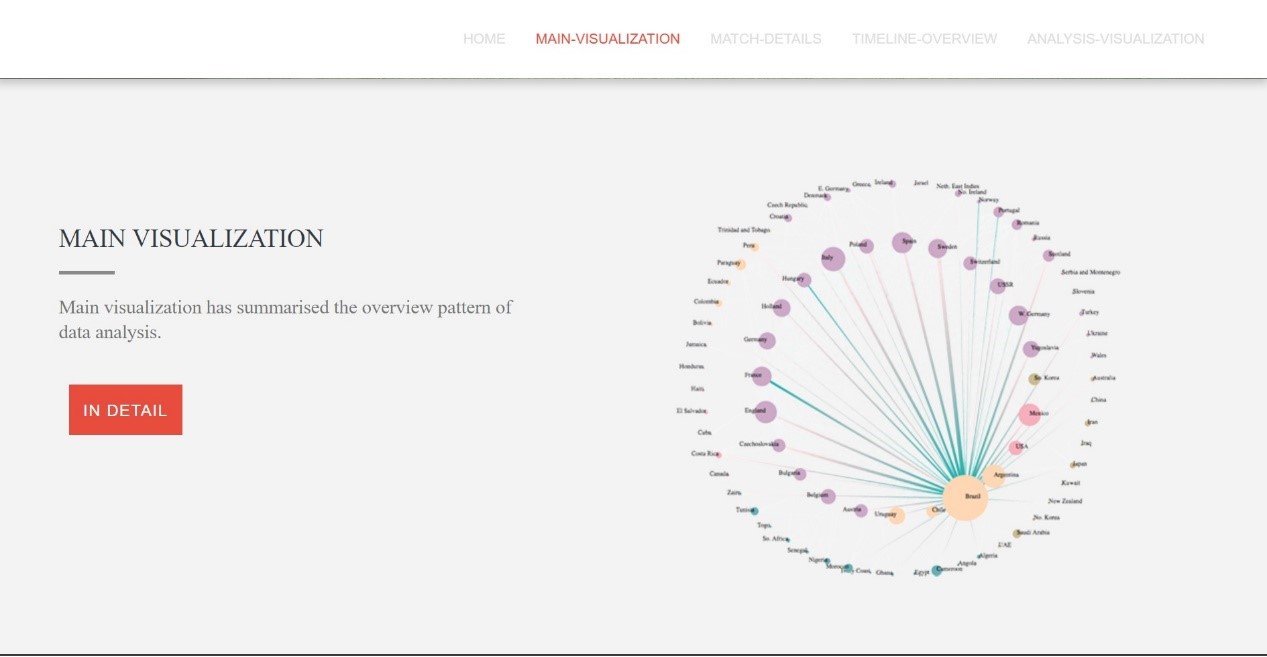 HOME MAIN-VISUALIZATION MATCH-DETAILS TIMELINE-OVERVIEW ANALYSIS-VISUALIZATION
MAIN VISUALIZATION
Main visualization has summarised the overview pattern of
data analysis.
IN DETAIL
Ireland
Israel
Neth. East Indies
No. Ireland
Norway
Portugal
Romania
Russia
Scotland
Serbia and Montenegro
Slovenia
Turkey
Ukraine
Wales
Australia
China
Iran
Iraq
Japan
Kuwait
New Zealand
No. Korea
Saudi Arabia
UAE
Algeria
Angola
Cameroon
Egypt
Ghana
Morocco
Nigeria
Senegal
So. Africa
Togo
Tunisia
Zaire
Canada
Costa Rica
Cuba
El Salvador
Haiti
Honduras
Jamaica
Bolivia
Colombia
Ecuador
Paraguay
Peru
Trinidad and Tobago
Croatia
Czech Republic
Denmark
E. Germany
Greece
Poland
Spain
Sweden
Switzerland
USSR
W. Germany
Yugoslavia
So. Korea
Mexico
USA
Argentina
Brazil
Chile
Uruguay
Austria
Belgium
Bulgaria
Czechoslovakia
England
France
Germany
Holland
Hungary
Italy